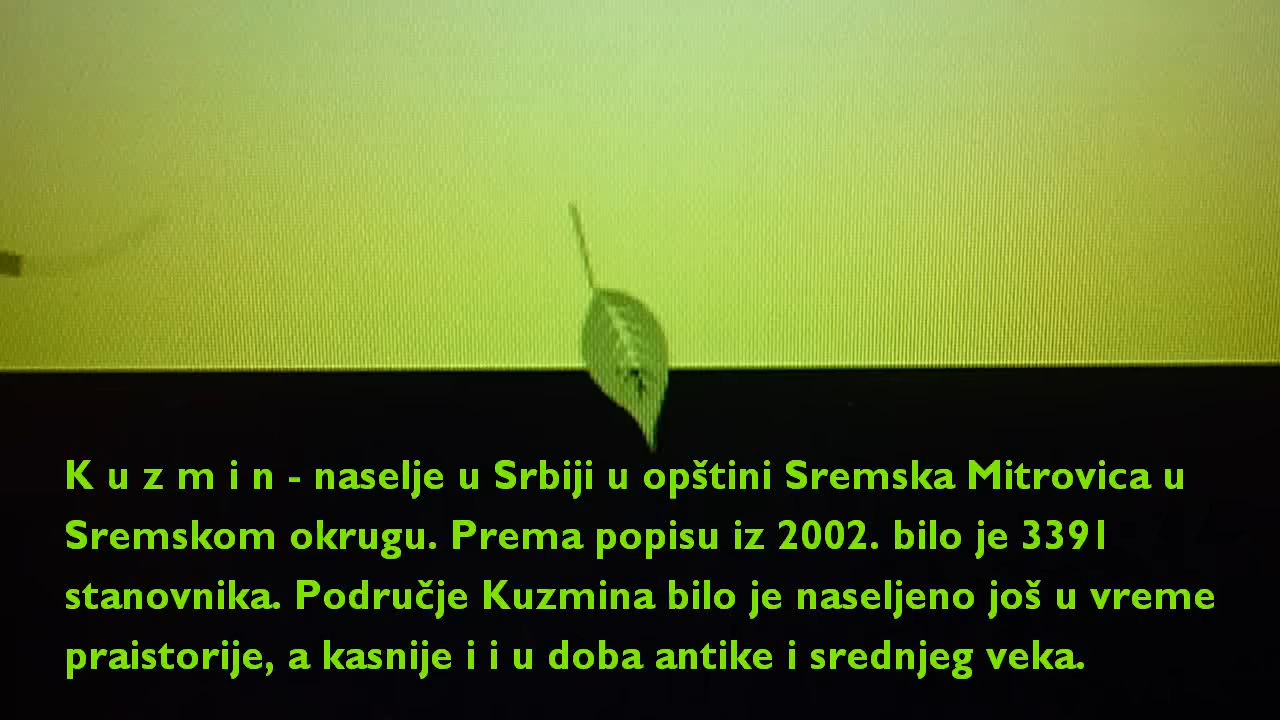 K u z m i n - naselje u Srbiji u opštini Sremska Mitrovica u
Sremskom okrugu. Prema popisu iz 2002. bilo je 3391
stanovnika. Područje Kuzmina bilo je naseljeno još u vreme
praistorije, a kasnije i i u doba antike i srednjeg veka.